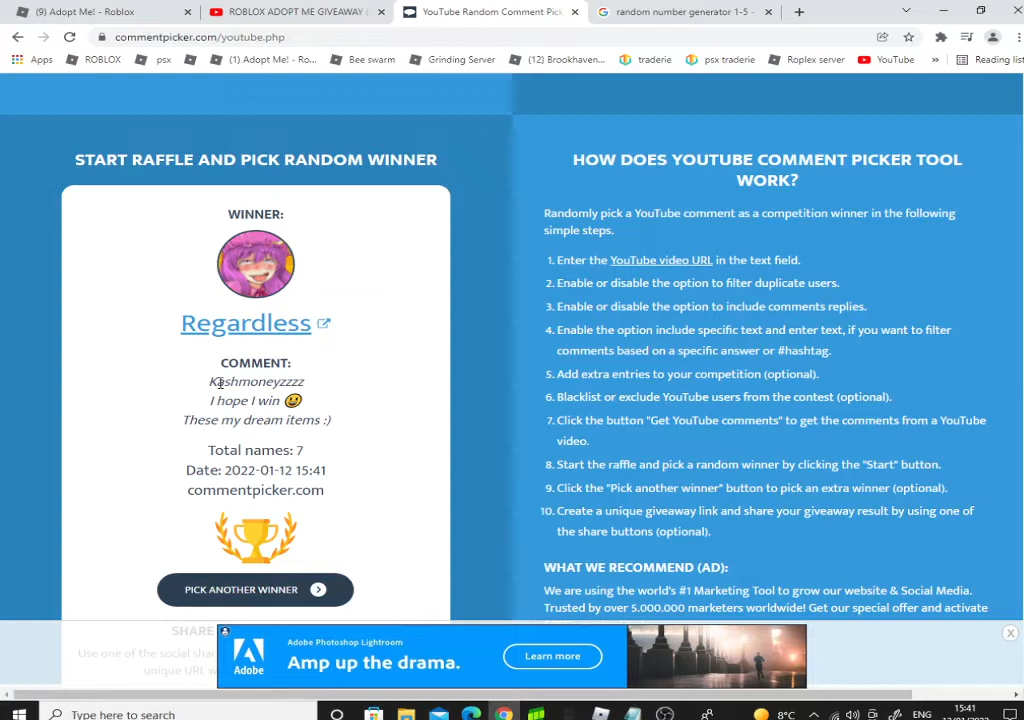 (9) Adopt Me! - Roblox
ROBLOX ADOPT ME GIVEAWAY (
YouTube Random Comment Pick
random number generator 1-5 -
commentpicker.com/youtube.php
Apps
ROBLOX
psx
(1) Adopt Me! - Ro...
Bee swarm
Grinding Server
(12) Brookhaven...
traderie
psx traderie
Roplex server
YouTube
»
Reading list
START RAFFLE AND PICK RANDOM WINNER
WINNER:
Regardless
COMMENT:
Kashmoneyzzzz
I hope I win 😃
These my dream items :)
Total names: 7
Date: 2022-01-12 15:41
commentpicker.com
PICK ANOTHER WINNER
SHARE
Use one of the social shar
unique URL w
HOW DOES YOUTUBE COMMENT PICKER TOOL
WORK?
Randomly pick a YouTube comment as a competition winner in the following
simple steps.
1. Enter the YouTube video URL in the text field.
2. Enable or disable the option to filter duplicate users.
3. Enable or disable the option to include comments replies.
4. Enable the option include specific text and enter text, if you want to filter
comments based on a specific answer or #hashtag.
5. Add extra entries to your competition (optional).
6. Blacklist or exclude YouTube users from the contest (optional).
7. Click the button "Get YouTube comments" to get the comments from a YouTube
video.
8. Start the raffle and pick a random winner by clicking the "Start" button.
9. Click the "Pick another winner" button to pick an extra winner (optional).
10. Create a unique giveaway link and share your giveaway result by using one of
the share buttons (optional).
WHAT WE RECOMMEND (AD):
We are using the world's #1 Marketing Tool to grow our website & Social Media.
Trusted by over 5.000.000 marketers worldwide! Get our special offer and activate
Adobe
Adobe Photoshop Lightroom
Amp up the drama.
Learn more
Type here to search
8°C
ENG
15:41
12/01/2022